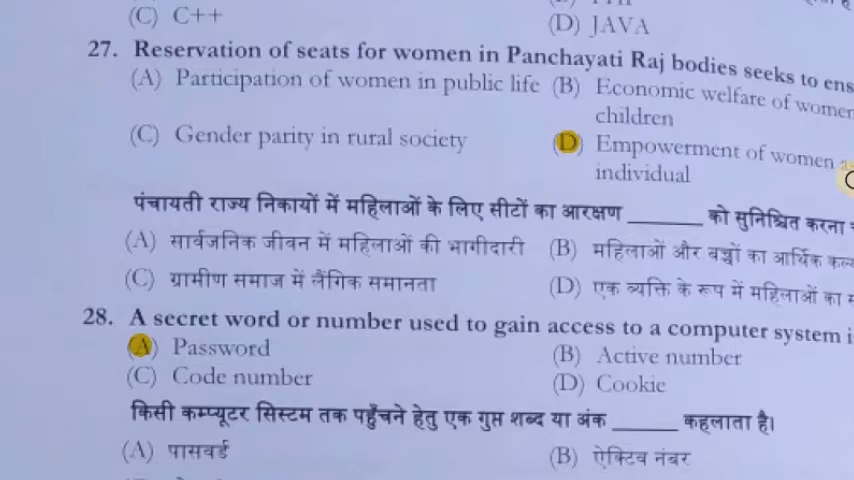 (C) C++
(D) JAVA
27. Reservation of seats for women in Panchayati Raj bodies seeks to ens
(A) Participation of women in public life (B) Economic welfare of women
children
(C) Gender parity in rural society (D) Empowerment of women
individual
पंचायती राज्य निकायों में महिलाओं के लिए सीटों का आरक्षण ________ को सुनिश्चित करना
(A) सार्वजनिक जीवन में महिलाओं की भागीदारी (B) महिलाओं और बच्चों का आर्थिक कल्
(C) ग्रामीण समाज में लैंगिक समानता (D) एक व्यक्ति के रूप में महिलाओं का
28. A secret word or number used to gain access to a computer system i
(A) Password (B) Active number
(C) Code number (D) Cookie
किसी कम्प्यूटर सिस्टम तक पहुँचने हेतु एक गुप्त शब्द या अंक _______ कहलाता है।
(A) पासवर्ड (B) ऐक्टिव नंबर